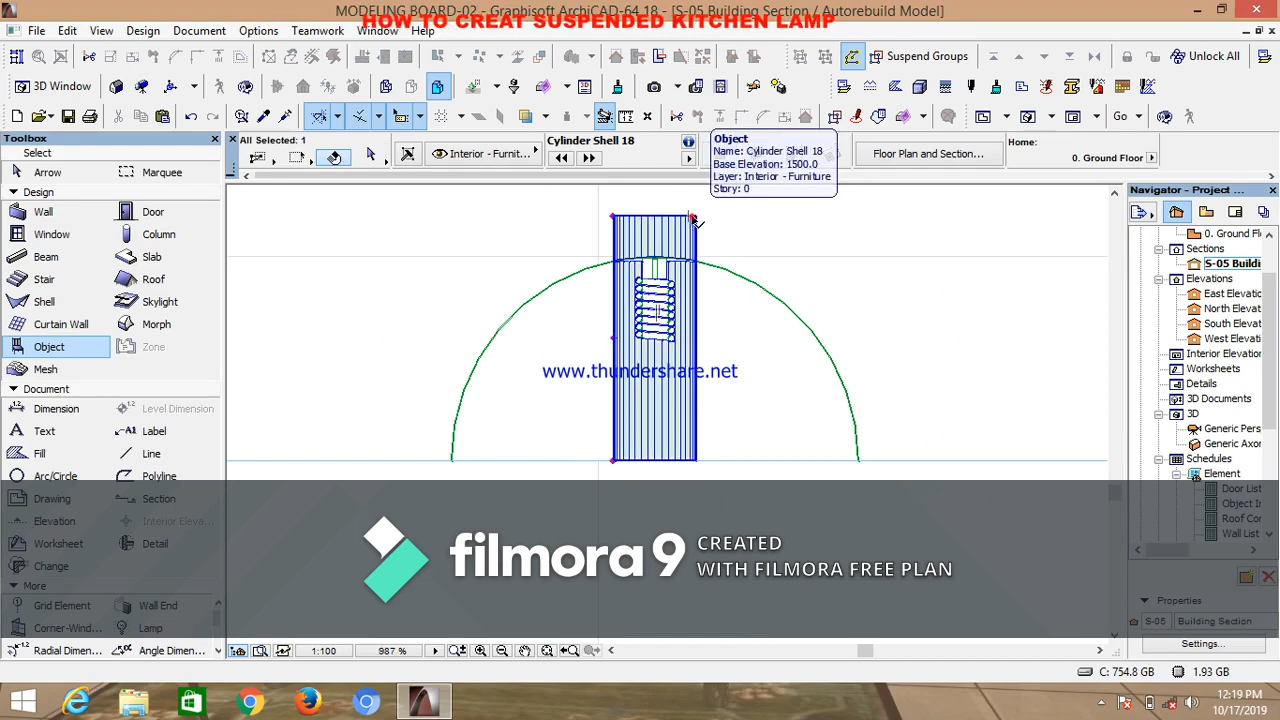 MODELING BOARD-02 - Graphisoft ArchiCAD-64 18 - [S-05 Building Section / Autorebuild Model]
HOW TO CREAT SUSPENDED KITCHEN LAMP
File Edit View Design Document Options Teamwork Window Help
Suspend Groups
Unlock All
3D Window
Go
Toolbox
All Selected: 1
Interior - Furnit...
Cylinder Shell 18
Object
Name: Cylinder Shell 18
Base Elevation: 1500.0
Layer: Interior - Furniture
Story: 0
Floor Plan and Section...
Home:
0. Ground Floor
Select
Arrow Marquee
Design
Wall Door
Window Column
Beam Slab
Stair Roof
Shell Skylight
Curtain Wall Morph
Object Zone
Mesh
Document
Dimension Level Dimension
Text Label
Fill Line
Arc/Circle Polyline
Drawing Section
Elevation Interior Eleva...
Worksheet Detail
Change
More
Grid Element Wall End
Corner-Windo... Lamp
Radial Dimen... Angle Dimen...
www.thundershare.net
filmora 9
CREATED
WITH FILMORA FREE PLAN
Navigator - Project ...
0. Ground Fl
Sections
S-05 Buildi
Elevations
East Elevatio
North Elevat
South Elevat
West Elevati
Interior Elevatio
Worksheets
Details
3D Documents
3D
Generic Pers
Generic Axon
Schedules
Element
Door List
Object In
Roof Cor
Wall List
Properties
S-05 Building Section
Settings...
1:100
987 %
C: 754.8 GB
1.93 GB
12:19 PM
10/17/2019